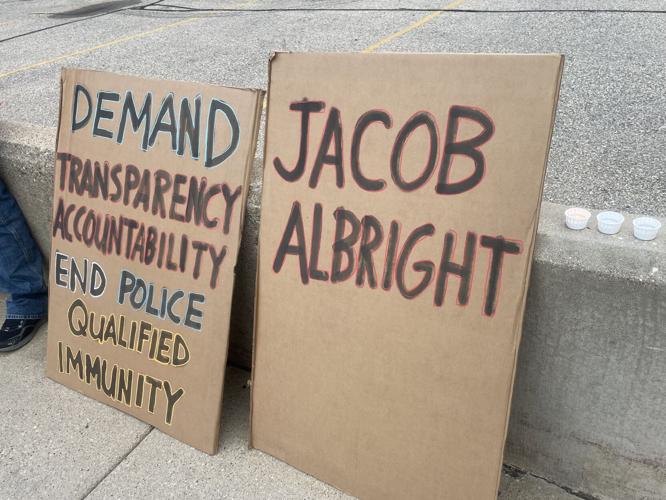 DEMAND
TRANSPARENCY
ACCOUNTABILITY
END POLICE
QUALIFIED
IMMUNITY
JACOB
ALBRIGHT